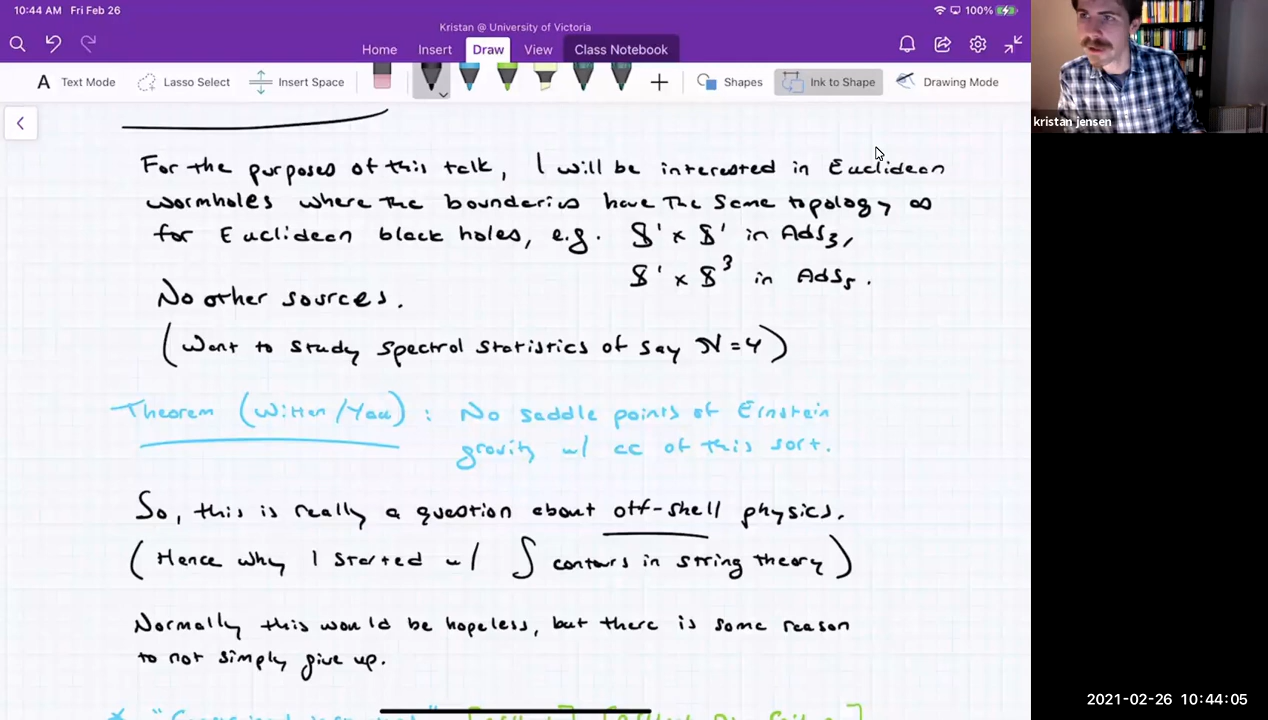 10:44 AM Fri Feb 26
100%
Kristan @ University of Victoria
Home Insert Draw View Class Notebook
A Text Mode Lasso Select Insert Space Shapes Ink to Shape Drawing Mode
kristan jensen
For the purposes of this talk, I will be interested in Euclidean
wormholes where the boundaries have the same topology as
for Euclidean black holes, e.g. S¹ x S¹ in AdS₃,
S¹ x S³ in AdS₅.
No other sources.
(Want to study spectral statistics of say N=4)
Theorem (Witten/Yau): No saddle points of Einstein
gravity w/ cc of this sort.
So, this is really a question about off-shell physics.
(Hence why I started w/ ∫ contours in string theory)
Normally this would be hopeless, but there is some reason
to not simply give up.
2021-02-26 10:44:05